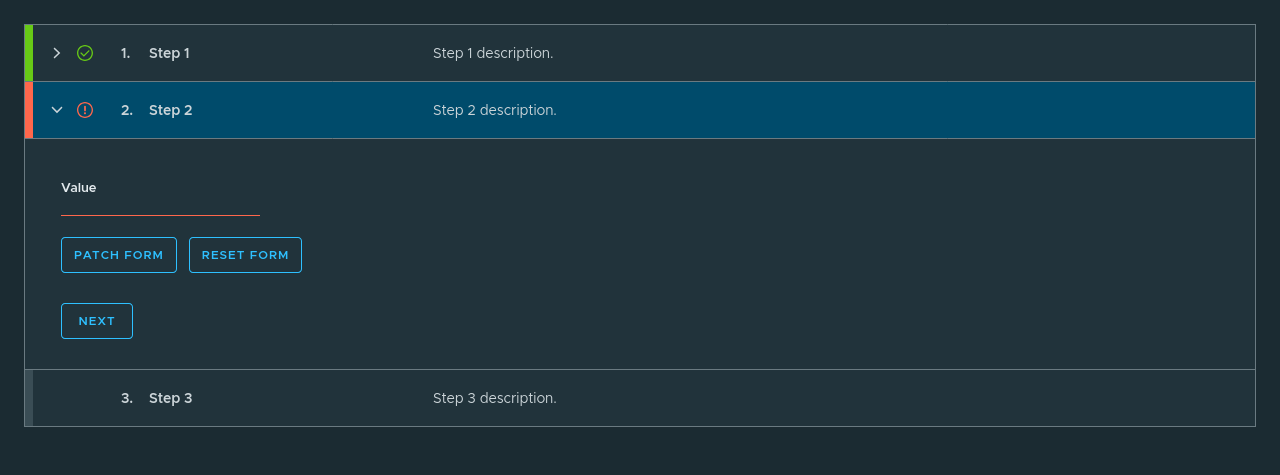 1. Step 1 Step 1 description.
2. Step 2 Step 2 description.
Value
PATCH FORM RESET FORM
NEXT
3. Step 3 Step 3 description.